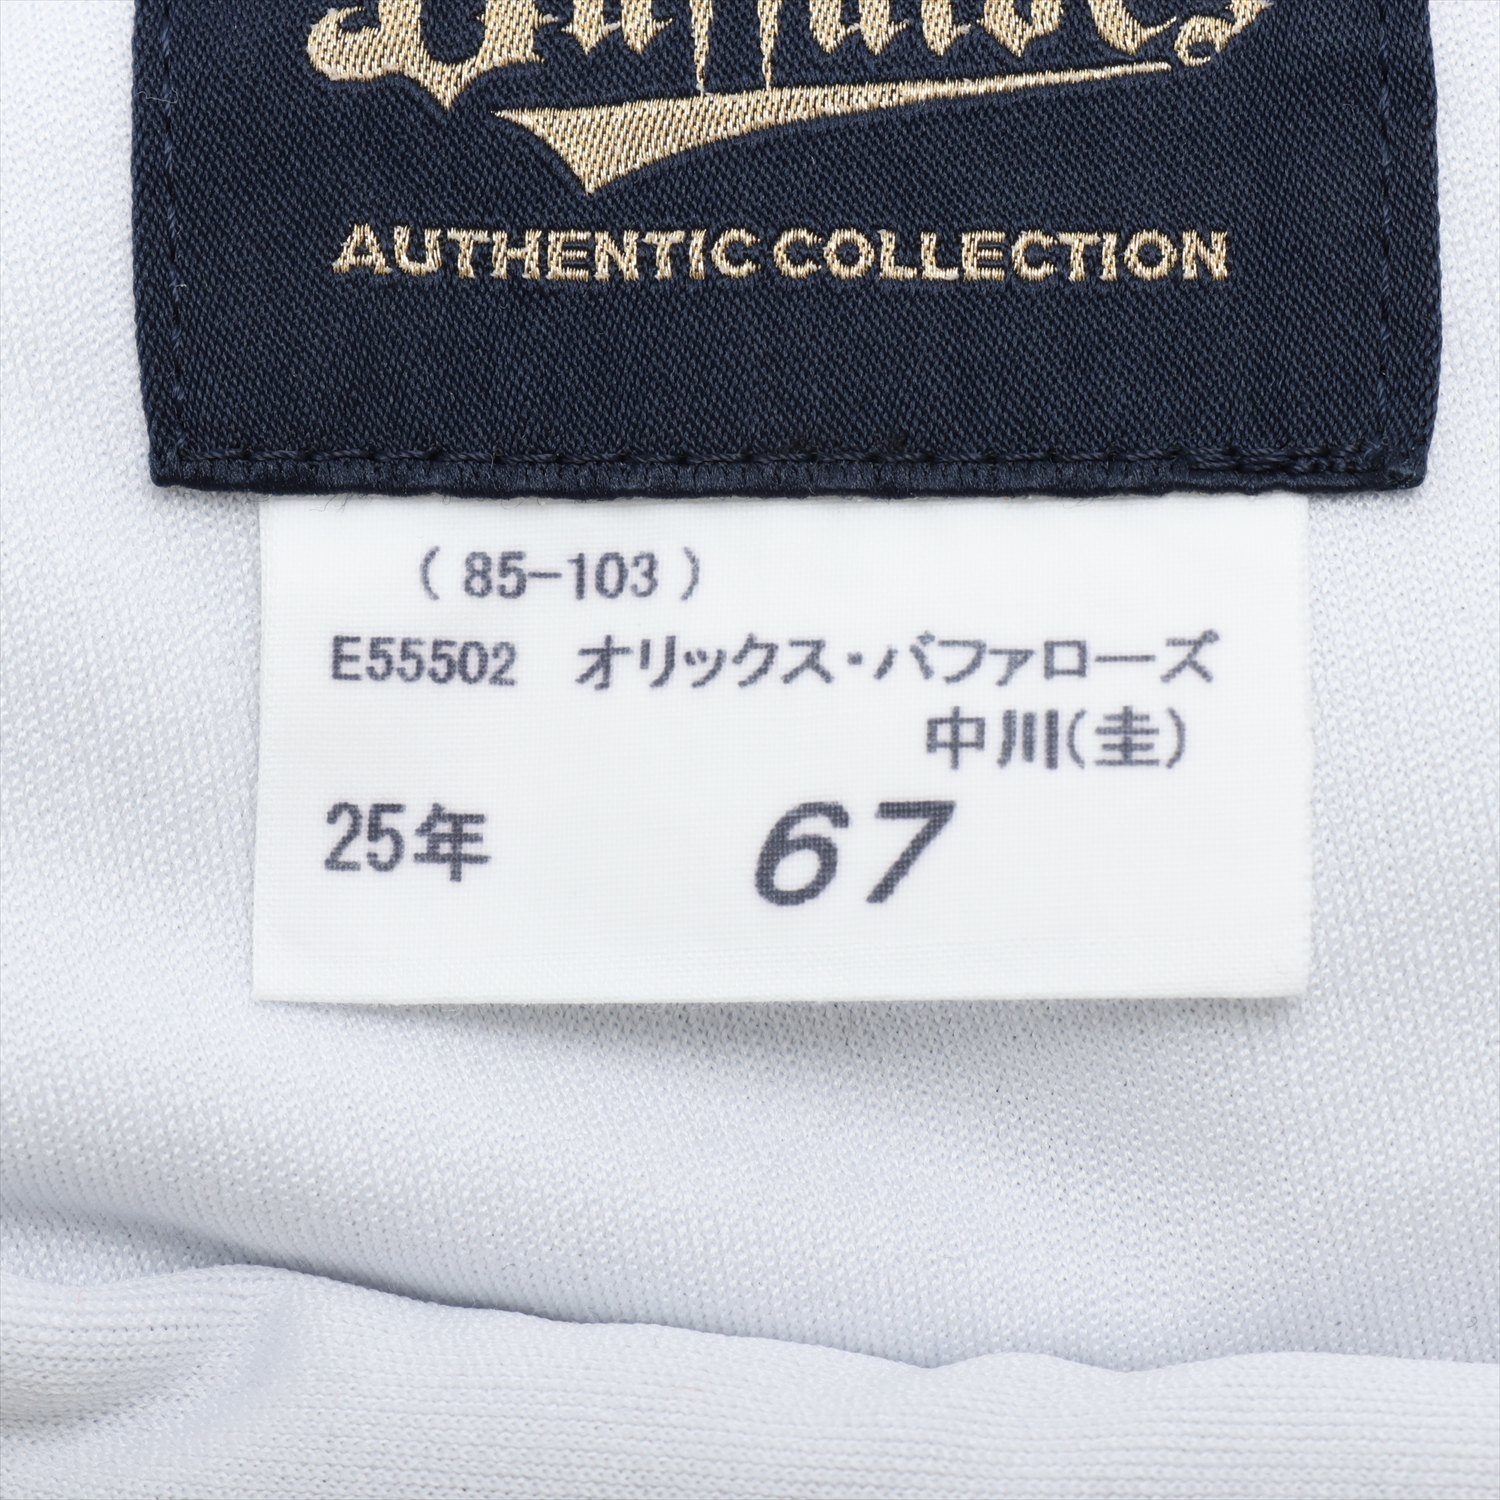 Buffaloes
AUTHENTIC COLLECTION
( 85-103 )
E55502 オリックス・バファローズ
中川(圭)
25年 67